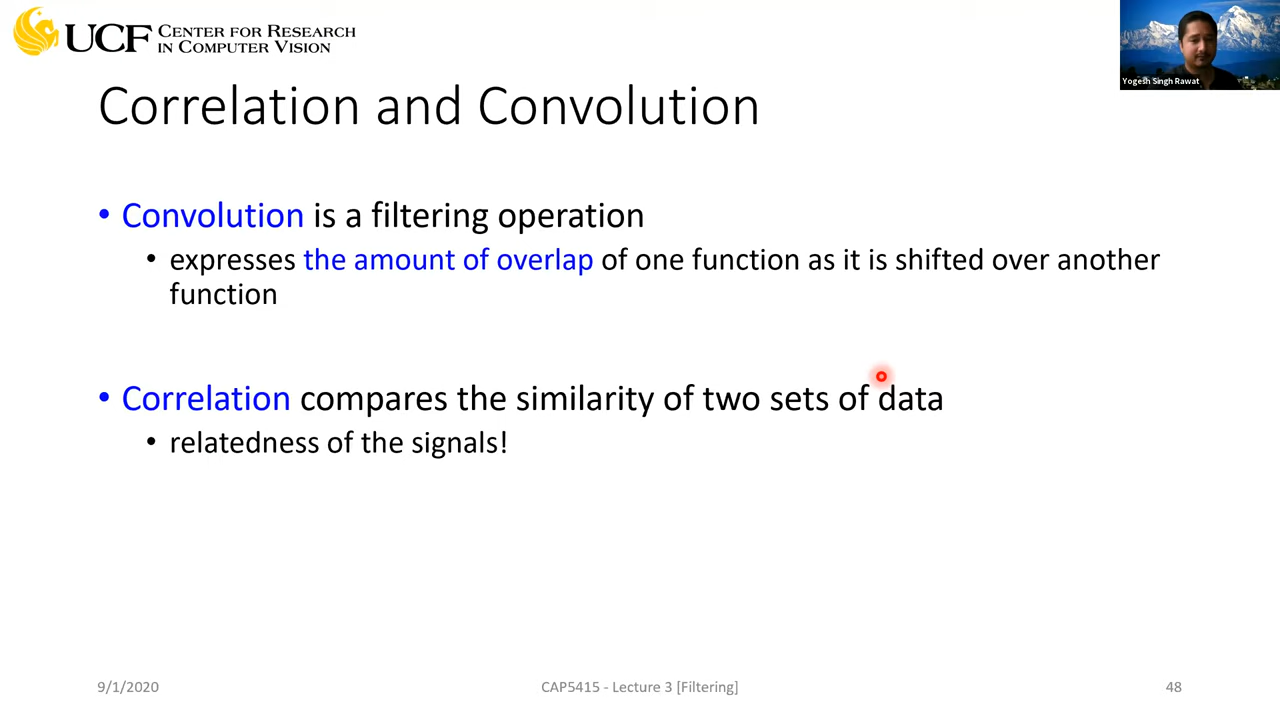 UCF CENTER FOR RESEARCH
IN COMPUTER VISION
Yogesh Singh Rawat
Correlation and Convolution
• Convolution is a filtering operation
• expresses the amount of overlap of one function as it is shifted over another
function
• Correlation compares the similarity of two sets of data
• relatedness of the signals!
9/1/2020
CAP5415 - Lecture 3 [Filtering]
48